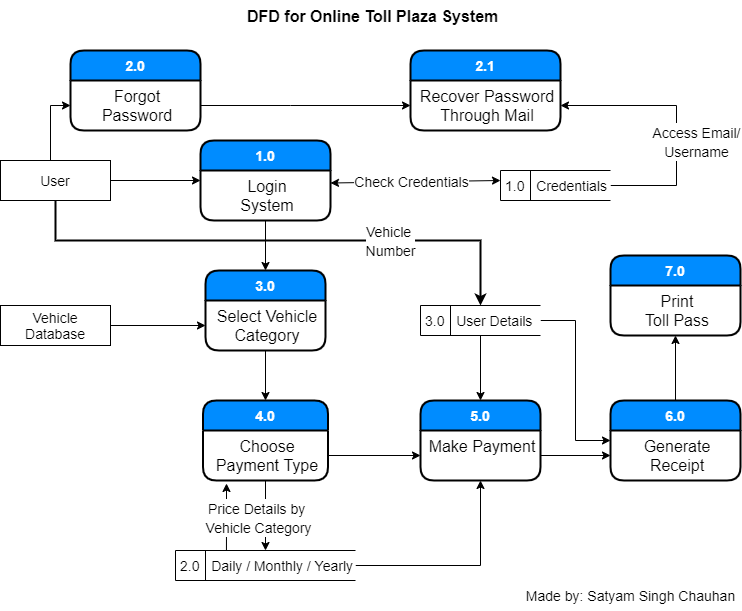 DFD for Online Toll Plaza System
2.0
Forgot
Password
2.1
Recover Password
Through Mail
Access Email/
Username
User
1.0
Login
System
Check Credentials
1.0 Credentials
Vehicle
Number
Vehicle
Database
3.0
Select Vehicle
Category
3.0 User Details
7.0
Print
Toll Pass
4.0
Choose
Payment Type
5.0
Make Payment
6.0
Generate
Receipt
Price Details by
Vehicle Category
2.0 Daily / Monthly / Yearly
Made by: Satyam Singh Chauhan